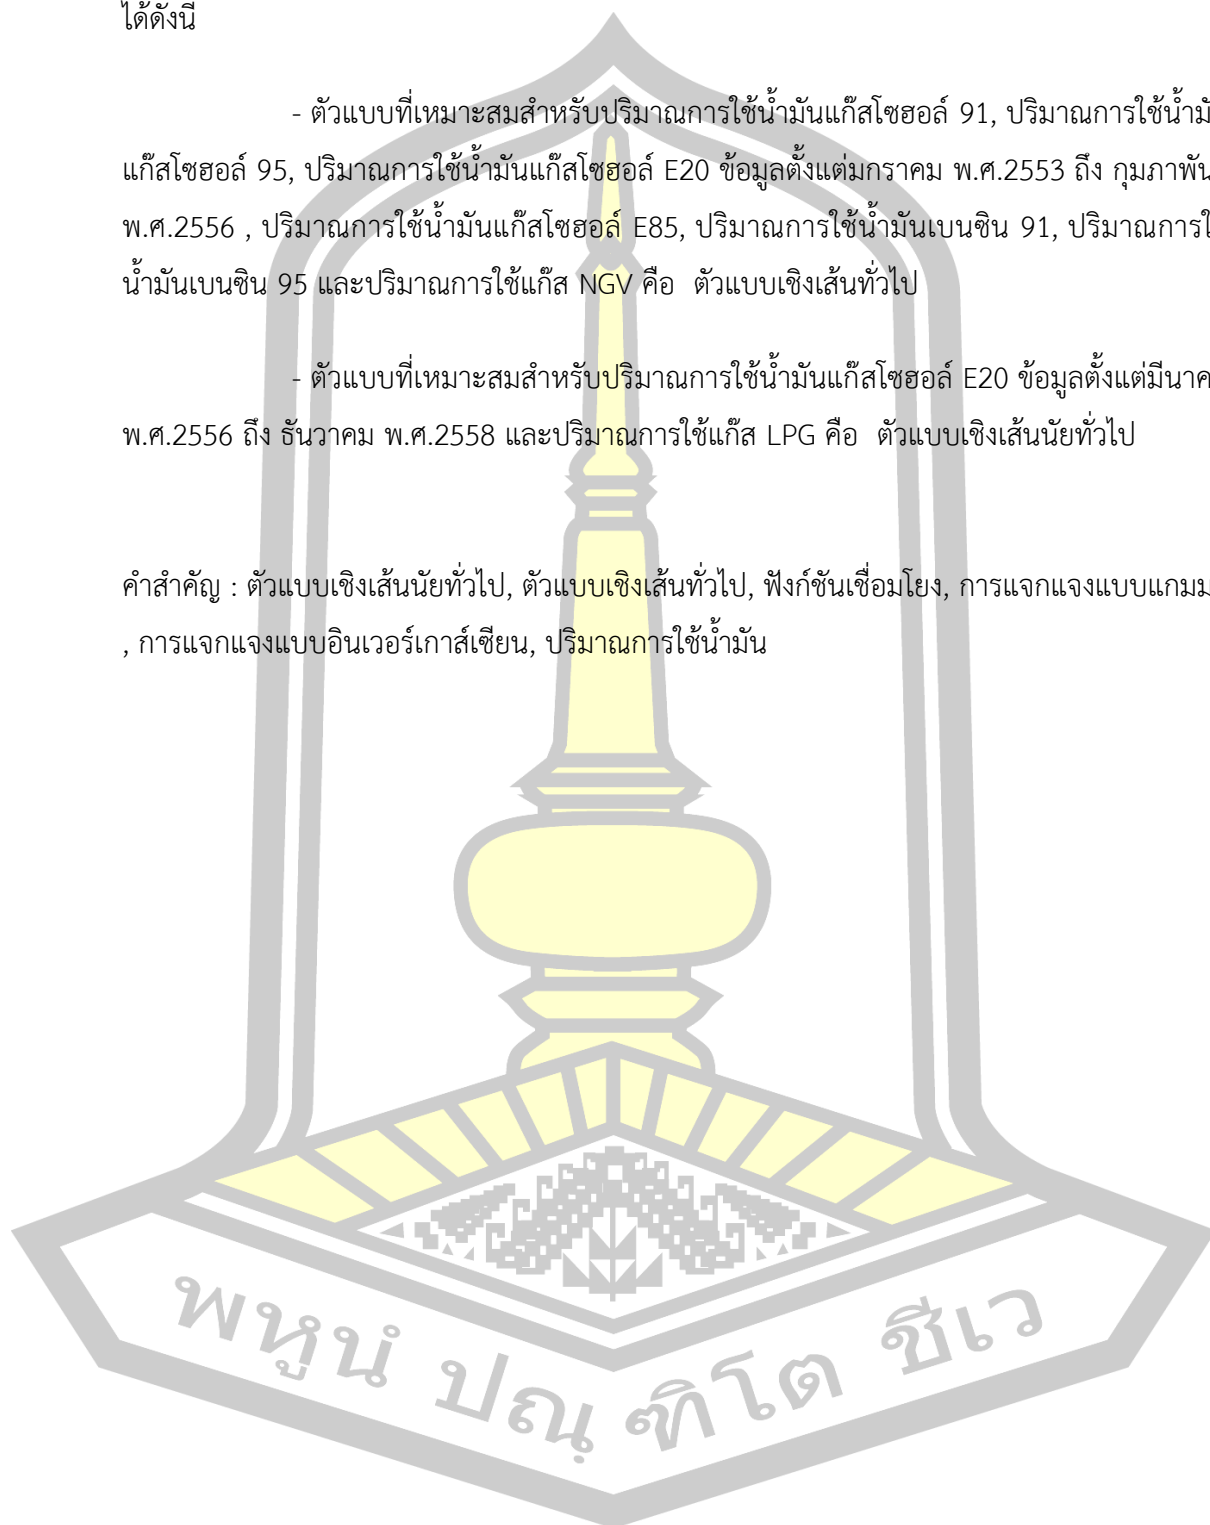 ได้ดังนี้
- ตัวแบบที่เหมาะสมสำหรับปริมาณการใช้น้ำมันแก๊สโซฮอล์ 91, ปริมาณการใช้
แก๊สโซฮอล์ 95, ปริมาณการใช้น้ำมันแก๊สโซฮอล์ E20 ข้อมูลตั้งแต่มกราคม พ.ศ.2553 ถึง
พ.ศ.2556 , ปริมาณการใช้น้ำมันแก๊สโซฮอล์ E85, ปริมาณการใช้น้ำมันเบนซิน 91, ปริมาณการ
น้ำมันเบนซิน 95 และปริมาณการใช้แก๊ส NGV คือ ตัวแบบเชิงเส้นทั่วไป
- ตัวแบบที่เหมาะสมสำหรับปริมาณการใช้น้ำมันแก๊สโซฮอล์ E20 ข้อมูลตั้งแต่
พ.ศ.2556 ถึง ธันวาคม พ.ศ.2558 และปริมาณการใช้แก๊ส LPG คือ ตัวแบบเชิงเส้นนัยทั่วไป
คำสำคัญ : ตัวแบบเชิงเส้นนัยทั่วไป, ตัวแบบเชิงเส้นทั่วไป, ฟังก์ชันเชื่อมโยง, การแจกแจงแบบ
, การแจกแจงแบบอินเวอร์เกาส์เซียน, ปริมาณการใช้น้ำมัน
พหูนํ ปณฺฑิโต ชีเว